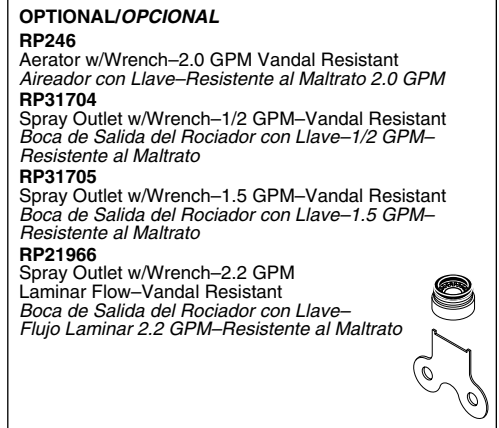 OPTIONAL/OPCIONAL
RP246
Aerator w/Wrench–2.0 GPM Vandal Resistant
Aireador con Llave–Resistente al Maltrato 2.0 GPM
RP31704
Spray Outlet w/Wrench–1/2 GPM–Vandal Resistant
Boca de Salida del Rociador con Llave–1/2 GPM–
Resistente al Maltrato
RP31705
Spray Outlet w/Wrench–1.5 GPM–Vandal Resistant
Boca de Salida del Rociador con Llave–1.5 GPM–
Resistente al Maltrato
RP21966
Spray Outlet w/Wrench–2.2 GPM
Laminar Flow–Vandal Resistant
Boca de Salida del Rociador con Llave–
Flujo Laminar 2.2 GPM–Resistente al Maltrato